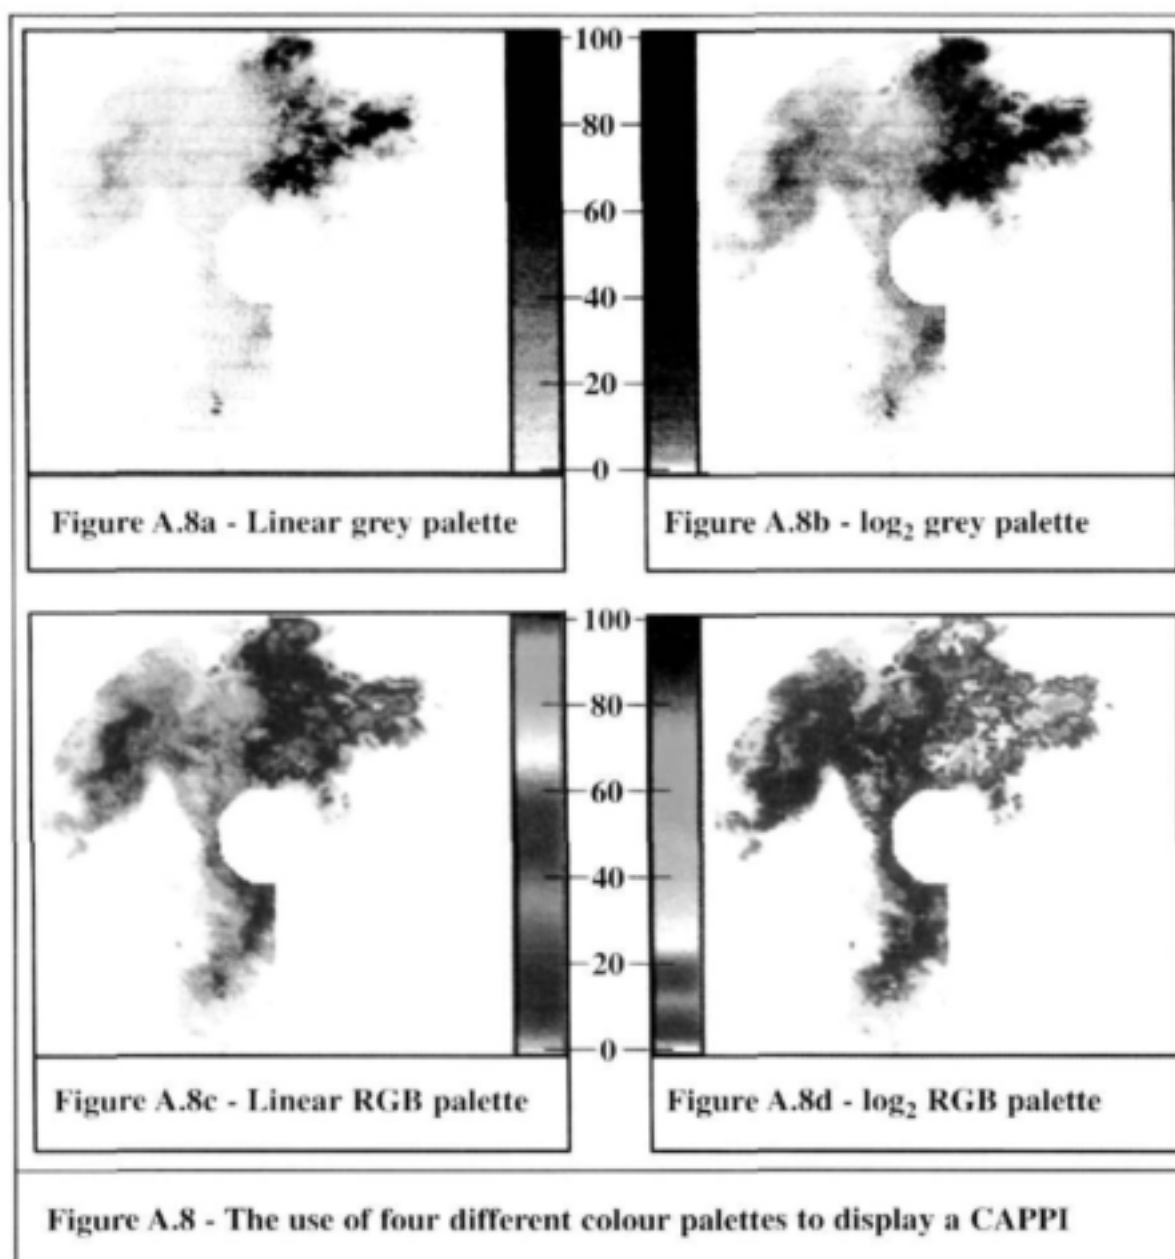 100
80
60
40
20
0
Figure A.8a - Linear grey palette
Figure A.8b - log₂ grey palette
100
80
60
40
20
0
Figure A.8c - Linear RGB palette
Figure A.8d - log₂ RGB palette
Figure A.8 - The use of four different colour palettes to display a CAPPI